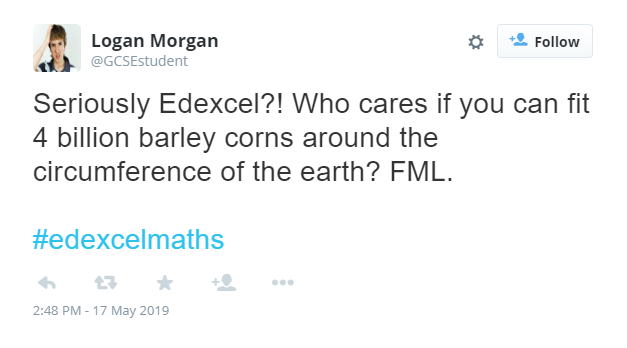 Logan Morgan
@GCSEstudent
Follow
Seriously Edexcel?! Who cares if you can fit
4 billion barley corns around the
circumference of the earth? FML.
#edexcelmaths
2:48 PM - 17 May 2019